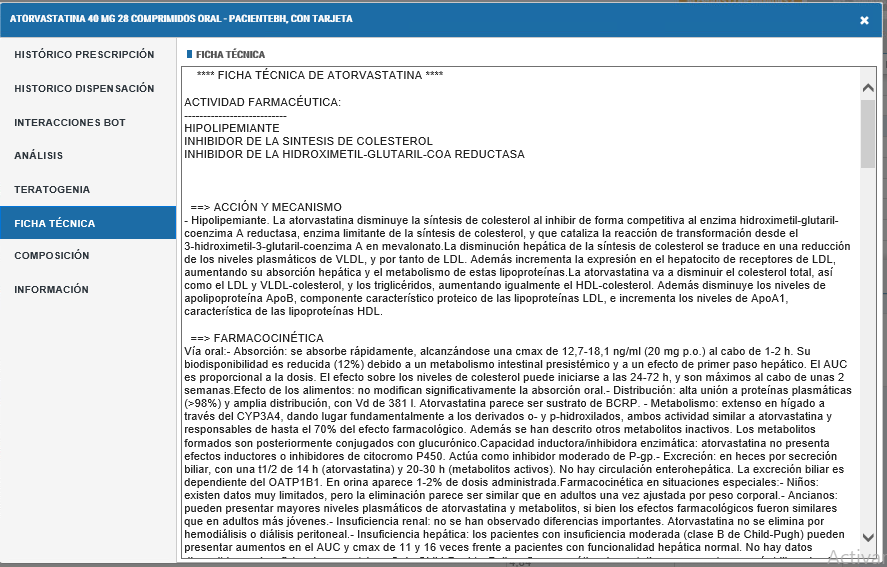 ATORVASTATINA 40 MG 28 COMPRIMIDOS ORAL - PACIENTEBH, CON TARJETA
HISTÓRICO PRESCRIPCIÓN
HISTORICO DISPENSACIÓN
INTERACCIONES BOT
ANÁLISIS
TERATOGENIA
FICHA TÉCNICA
COMPOSICIÓN
INFORMACIÓN
FICHA TÉCNICA
**** FICHA TÉCNICA DE ATORVASTATINA ****
ACTIVIDAD FARMACÉUTICA:
---------------------------
HIPOLIPEMIANTE
INHIBIDOR DE LA SINTESIS DE COLESTEROL
INHIBIDOR DE LA HIDROXIMETIL-GLUTARIL-COA REDUCTASA
==> ACCIÓN Y MECANISMO
- Hipolipemiante. La atorvastatina disminuye la síntesis de colesterol al inhibir de forma competitiva al enzima hidroximetil-glutaril-
coenzima A reductasa, enzima limitante de la síntesis de colesterol, y que cataliza la reacción de transformación desde el
3-hidroximetil-3-glutaril-coenzima A en mevalonato.La disminución hepática de la síntesis de colesterol se traduce en una reducción
de los niveles plasmáticos de VLDL, y por tanto de LDL. Además incrementa la expresión en el hepatocito de receptores de LDL,
aumentando su absorción hepática y el metabolismo de estas lipoproteínas.La atorvastatina va a disminuir el colesterol total, así
como el LDL y VLDL-colesterol, y los triglicéridos, aumentando igualmente el HDL-colesterol. Además disminuye los niveles de
apolipoproteína ApoB, componente característico proteico de las lipoproteínas LDL, e incrementa los niveles de ApoA1,
característica de las lipoproteínas HDL.
==> FARMACOCINÉTICA
Vía oral:- Absorción: se absorbe rápidamente, alcanzándose una cmax de 12,7-18,1 ng/ml (20 mg p.o.) al cabo de 1-2 h. Su
biodisponibilidad es reducida (12%) debido a un metabolismo intestinal presistémico y a un efecto de primer paso hepático. El AUC
es proporcional a la dosis. El efecto sobre los niveles de colesterol puede iniciarse a las 24-72 h, y son máximos al cabo de unas 2
semanas.Efecto de los alimentos: no modifican significativamente la absorción oral.- Distribución: alta unión a proteínas plasmáticas
(>98%) y amplia distribución, con Vd de 381 l. Atorvastatina parece ser sustrato de BCRP. - Metabolismo: extenso en hígado a
través del CYP3A4, dando lugar fundamentalmente a los derivados o- y p-hidroxilados, ambos actividad similar a atorvastatina y
responsables de hasta el 70% del efecto farmacológico. Además se han descrito otros metabolitos inactivos. Los metabolitos
formados son posteriormente conjugados con glucurónico.Capacidad inductora/inhibidora enzimática: atorvastatina no presenta
efectos inductores o inhibidores de citocromo P450. Actúa como inhibidor moderado de P-gp.- Excreción: en heces por secreción
biliar, con una t1/2 de 14 h (atorvastatina) y 20-30 h (metabolitos activos). No hay circulación enterohepática. La excreción biliar es
dependiente del OATP1B1. En orina aparece 1-2% de dosis administrada.Farmacocinética en situaciones especiales:- Niños:
existen datos muy limitados, pero la eliminación parece ser similar que en adultos una vez ajustada por peso corporal.- Ancianos:
pueden presentar mayores niveles plasmáticos de atorvastatina y metabolitos, si bien los efectos farmacológicos fueron similares
que en adultos más jóvenes.- Insuficiencia renal: no se han observado diferencias importantes. Atorvastatina no se elimina por
hemodiálisis o diálisis peritoneal.- Insuficiencia hepática: los pacientes con insuficiencia moderada (clase B de Child-Pugh) pueden
presentar aumentos en el AUC y cmax de 11 y 16 veces frente a pacientes con funcionalidad hepática normal. No hay datos